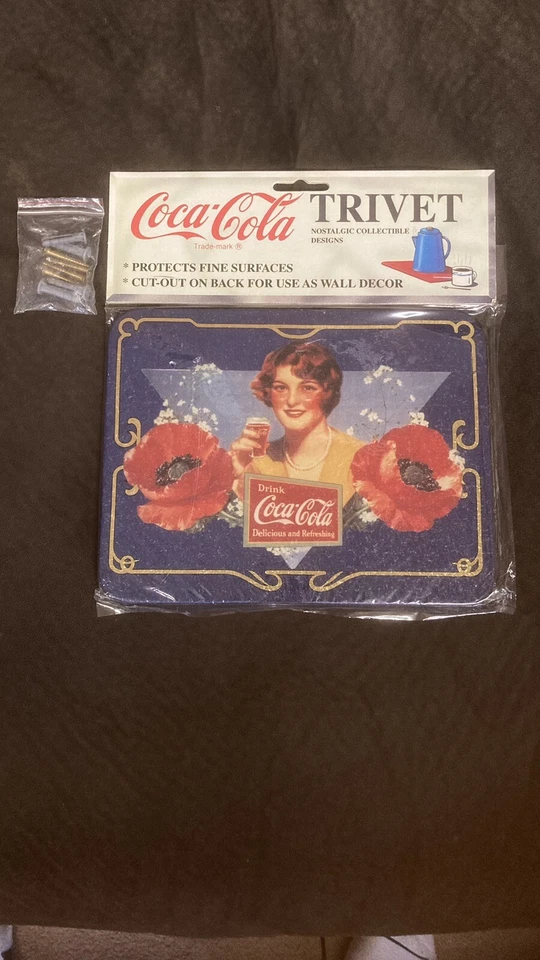 Coca-Cola
Trade-mark ®
TRIVET
NOSTALGIC COLLECTIBLE
DESIGNS
* PROTECTS FINE SURFACES
* CUT-OUT ON BACK FOR USE AS WALL DECOR
Drink
Coca-Cola
Delicious and Refreshing